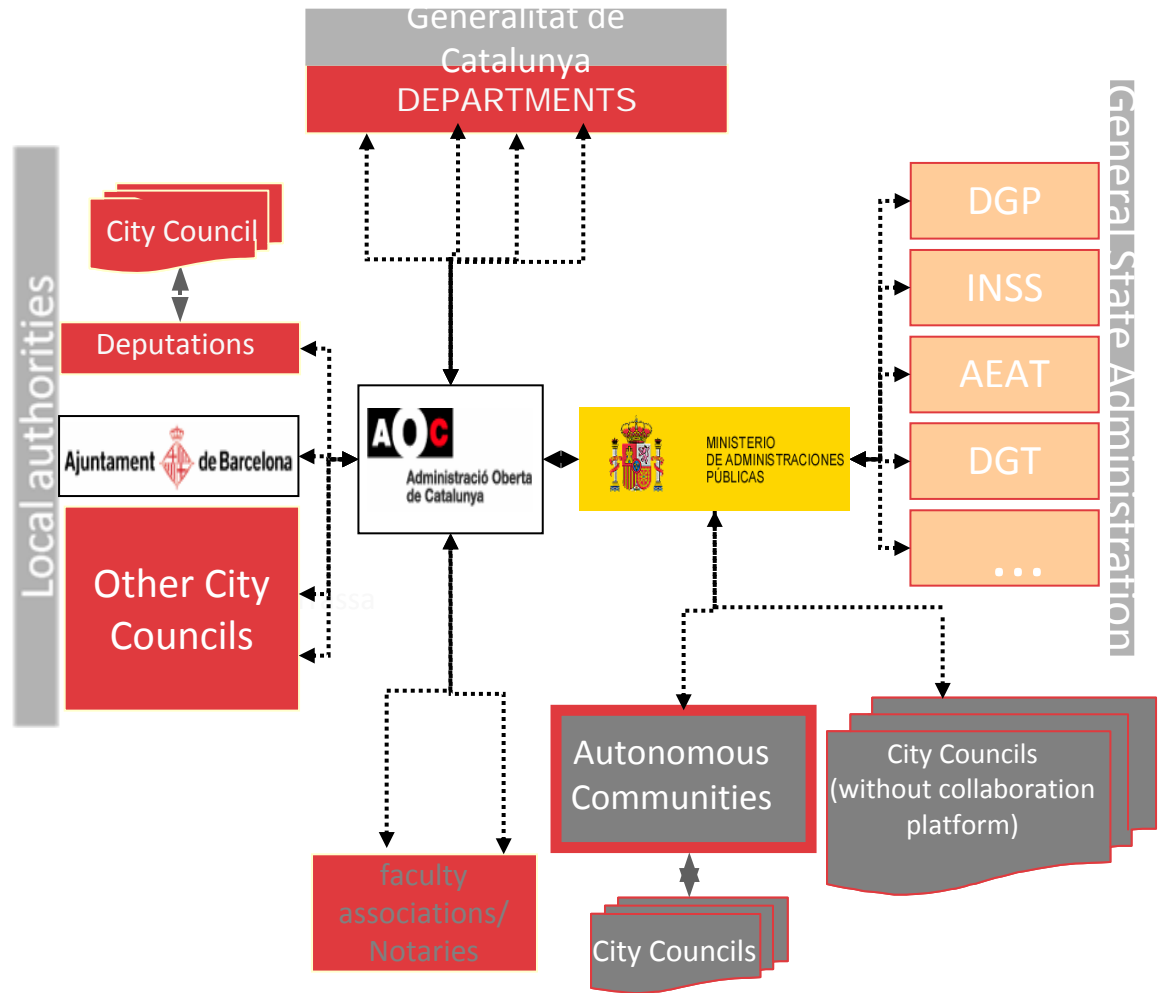 Generalitat de
Catalunya
DEPARTMENTS
Local authorities
City Council
Deputations
Ajuntament de Barcelona
Other City
Councils
AOC
Administració Oberta
de Catalunya
MINISTERIO
DE ADMINISTRACIONES
PÚBLICAS
General State Administration
DGP
INSS
AEAT
DGT
...
faculty
associations/
Notaries
Autonomous
Communities
City Councils
City Councils
(without collaboration
platform)